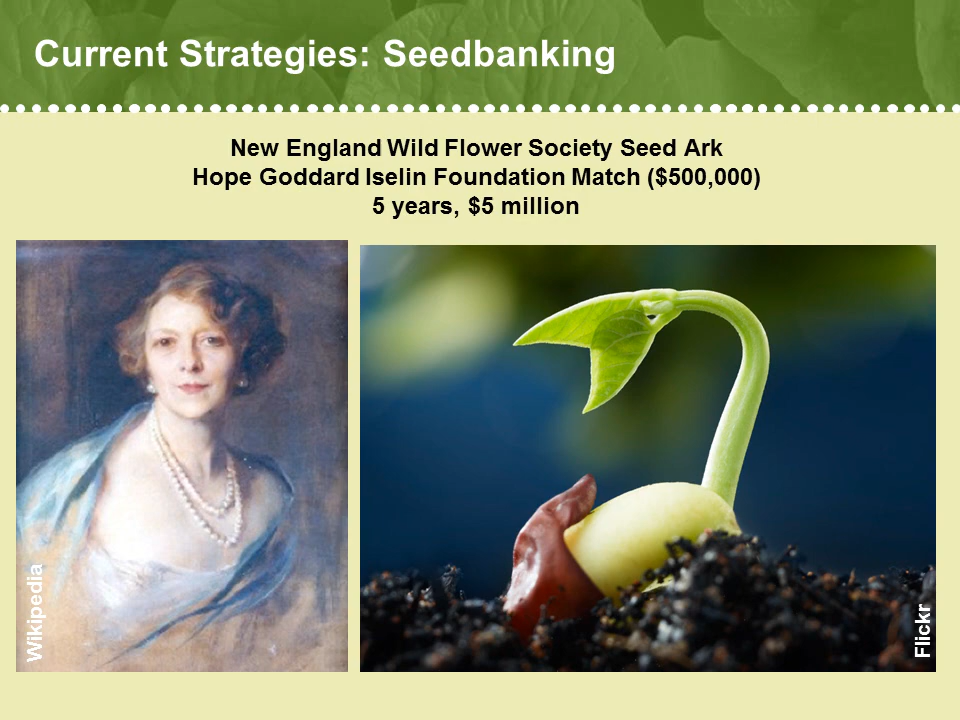 Current Strategies: Seedbanking
New England Wild Flower Society Seed Ark
Hope Goddard Iselin Foundation Match ($500,000)
5 years, $5 million
Wikipedia
Flickr